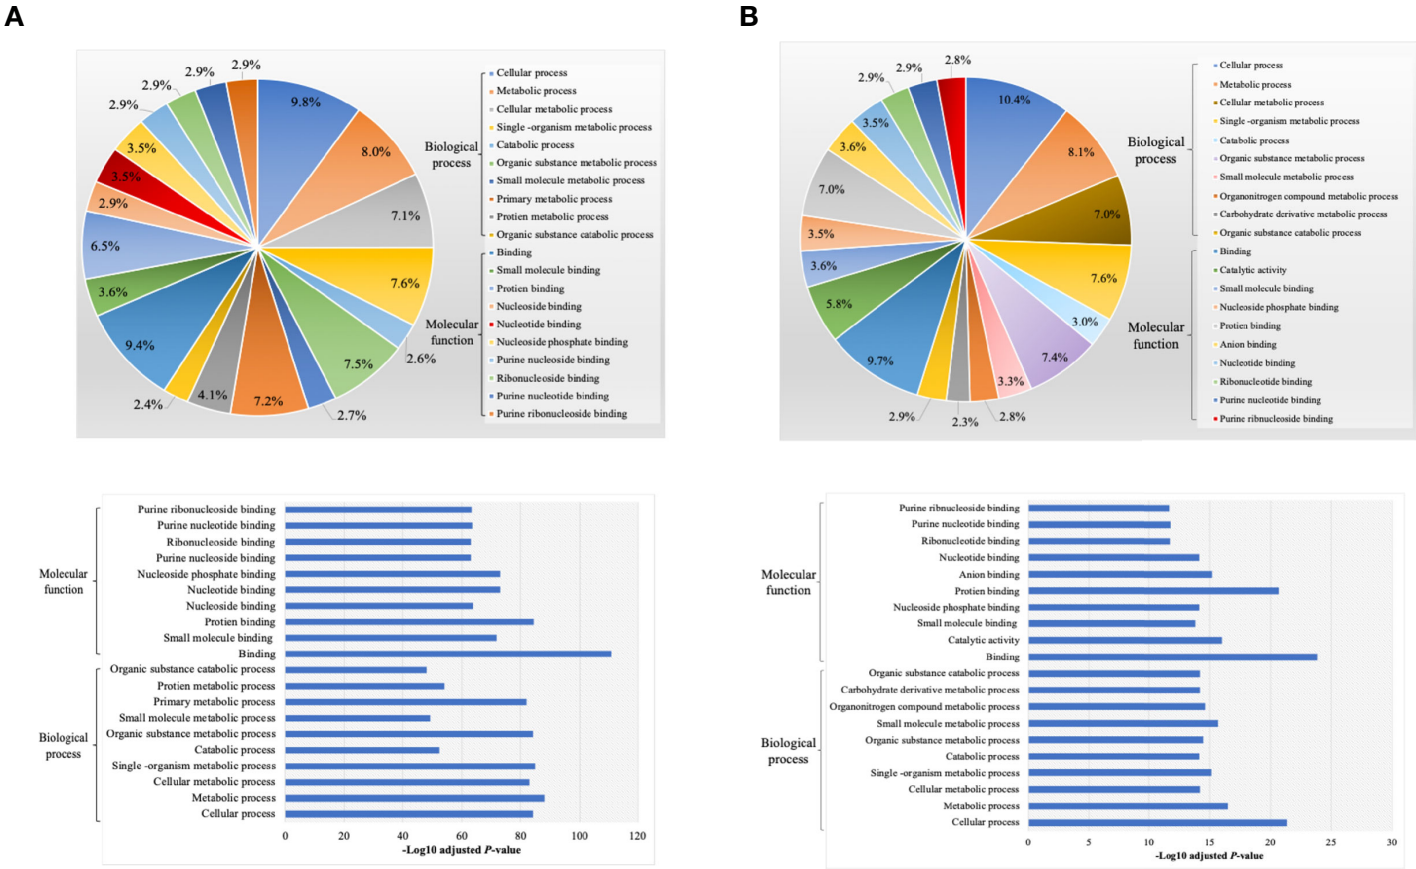 A
9.8%
8.0%
7.1%
7.6%
2.6%
7.5%
2.7%
7.2%
4.1%
2.4%
9.4%
3.6%
6.5%
2.9%
3.5%
3.5%
2.9%
2.9%
2.9%
2.9%
Biological
process
Cellular process
Metabolic process
Cellular metabolic process
Single -organism metabolic process
Catabolic process
Organic substance metabolic process
Small molecule metabolic process
Primary metabolic process
Protien metabolic process
Organic substance catabolic process
Molecular
function
Binding
Small molecule binding
Protien binding
Nucleoside binding
Nucleotide binding
Nucleoside phosphate binding
Purine nucleoside binding
Ribonucleoside binding
Purine nucleotide binding
Purine ribonucleoside binding
Molecular
function
Purine ribonucleoside binding
Purine nucleotide binding
Ribonucleoside binding
Purine nucleoside binding
Nucleoside phosphate binding
Nucleotide binding
Nucleoside binding
Protien binding
Small molecule binding
Binding
Biological
process
Organic substance catabolic process
Protien metabolic process
Primary metabolic process
Small molecule metabolic process
Organic substance metabolic process
Catabolic process
Single -organism metabolic process
Cellular metabolic process
Metabolic process
Cellular process
0 20 40 60 80 100 120
-Log10 adjusted P-value
B
10.4%
8.1%
7.0%
7.6%
3.0%
7.4%
3.3%
2.8%
2.3%
2.9%
9.7%
5.8%
3.6%
3.5%
7.0%
3.6%
3.5%
2.9%
2.9%
2.8%
Biological
process
Cellular process
Metabolic process
Cellular metabolic process
Single -organism metabolic process
Catabolic process
Organic substance metabolic process
Small molecule metabolic process
Organonitrogen compound metabolic process
Carbohydrate derivative metabolic process
Organic substance catabolic process
Molecular
function
Binding
Catalytic activity
Small molecule binding
Nucleoside phosphate binding
Protien binding
Anion binding
Nucleotide binding
Ribonucleotide binding
Purine nucleotide binding
Purine ribnucleoside binding
Molecular
function
Purine ribnucleoside binding
Purine nucleotide binding
Ribonucleotide binding
Nucleotide binding
Anion binding
Protien binding
Nucleoside phosphate binding
Small molecule binding
Catalytic activity
Binding
Biological
process
Organic substance catabolic process
Carbohydrate derivative metabolic process
Organonitrogen compound metabolic process
Small molecule metabolic process
Organic substance metabolic process
Catabolic process
Single -organism metabolic process
Cellular metabolic process
Metabolic process
Cellular process
0 5 10 15 20 25 30
-Log10 adjusted P-value